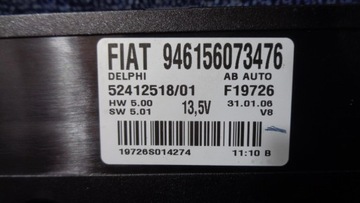 FIAT 946156073476
DELPHI AB AUTO
52412518/01 F19726
HW 5.00 13,5V 31.01.06
SW 5.01 V8
19726S014274 11:10 B